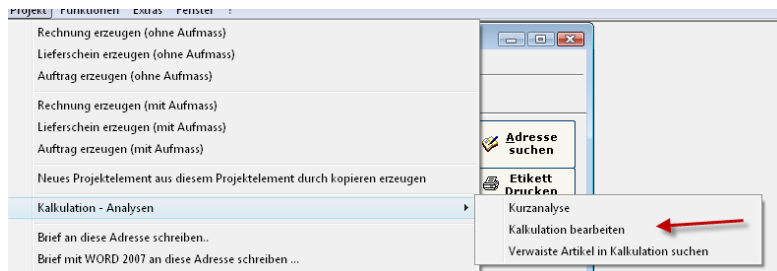 Projekt Funktionen Extras Fenster ?
Rechnung erzeugen (ohne Aufmass)
Lieferschein erzeugen (ohne Aufmass)
Auftrag erzeugen (ohne Aufmass)
Rechnung erzeugen (mit Aufmass)
Lieferschein erzeugen (mit Aufmass)
Auftrag erzeugen (mit Aufmass)
Neues Projektelement aus diesem Projektelement durch kopieren erzeugen
Kalkulation - Analysen
Brief an diese Adresse schreiben..
Brief mit WORD 2007 an diese Adresse schreiben ...
Adresse
suchen
Etikett
Drucken
Kurzanalyse
Kalkulation bearbeiten
Verwaiste Artikel in Kalkulation suchen